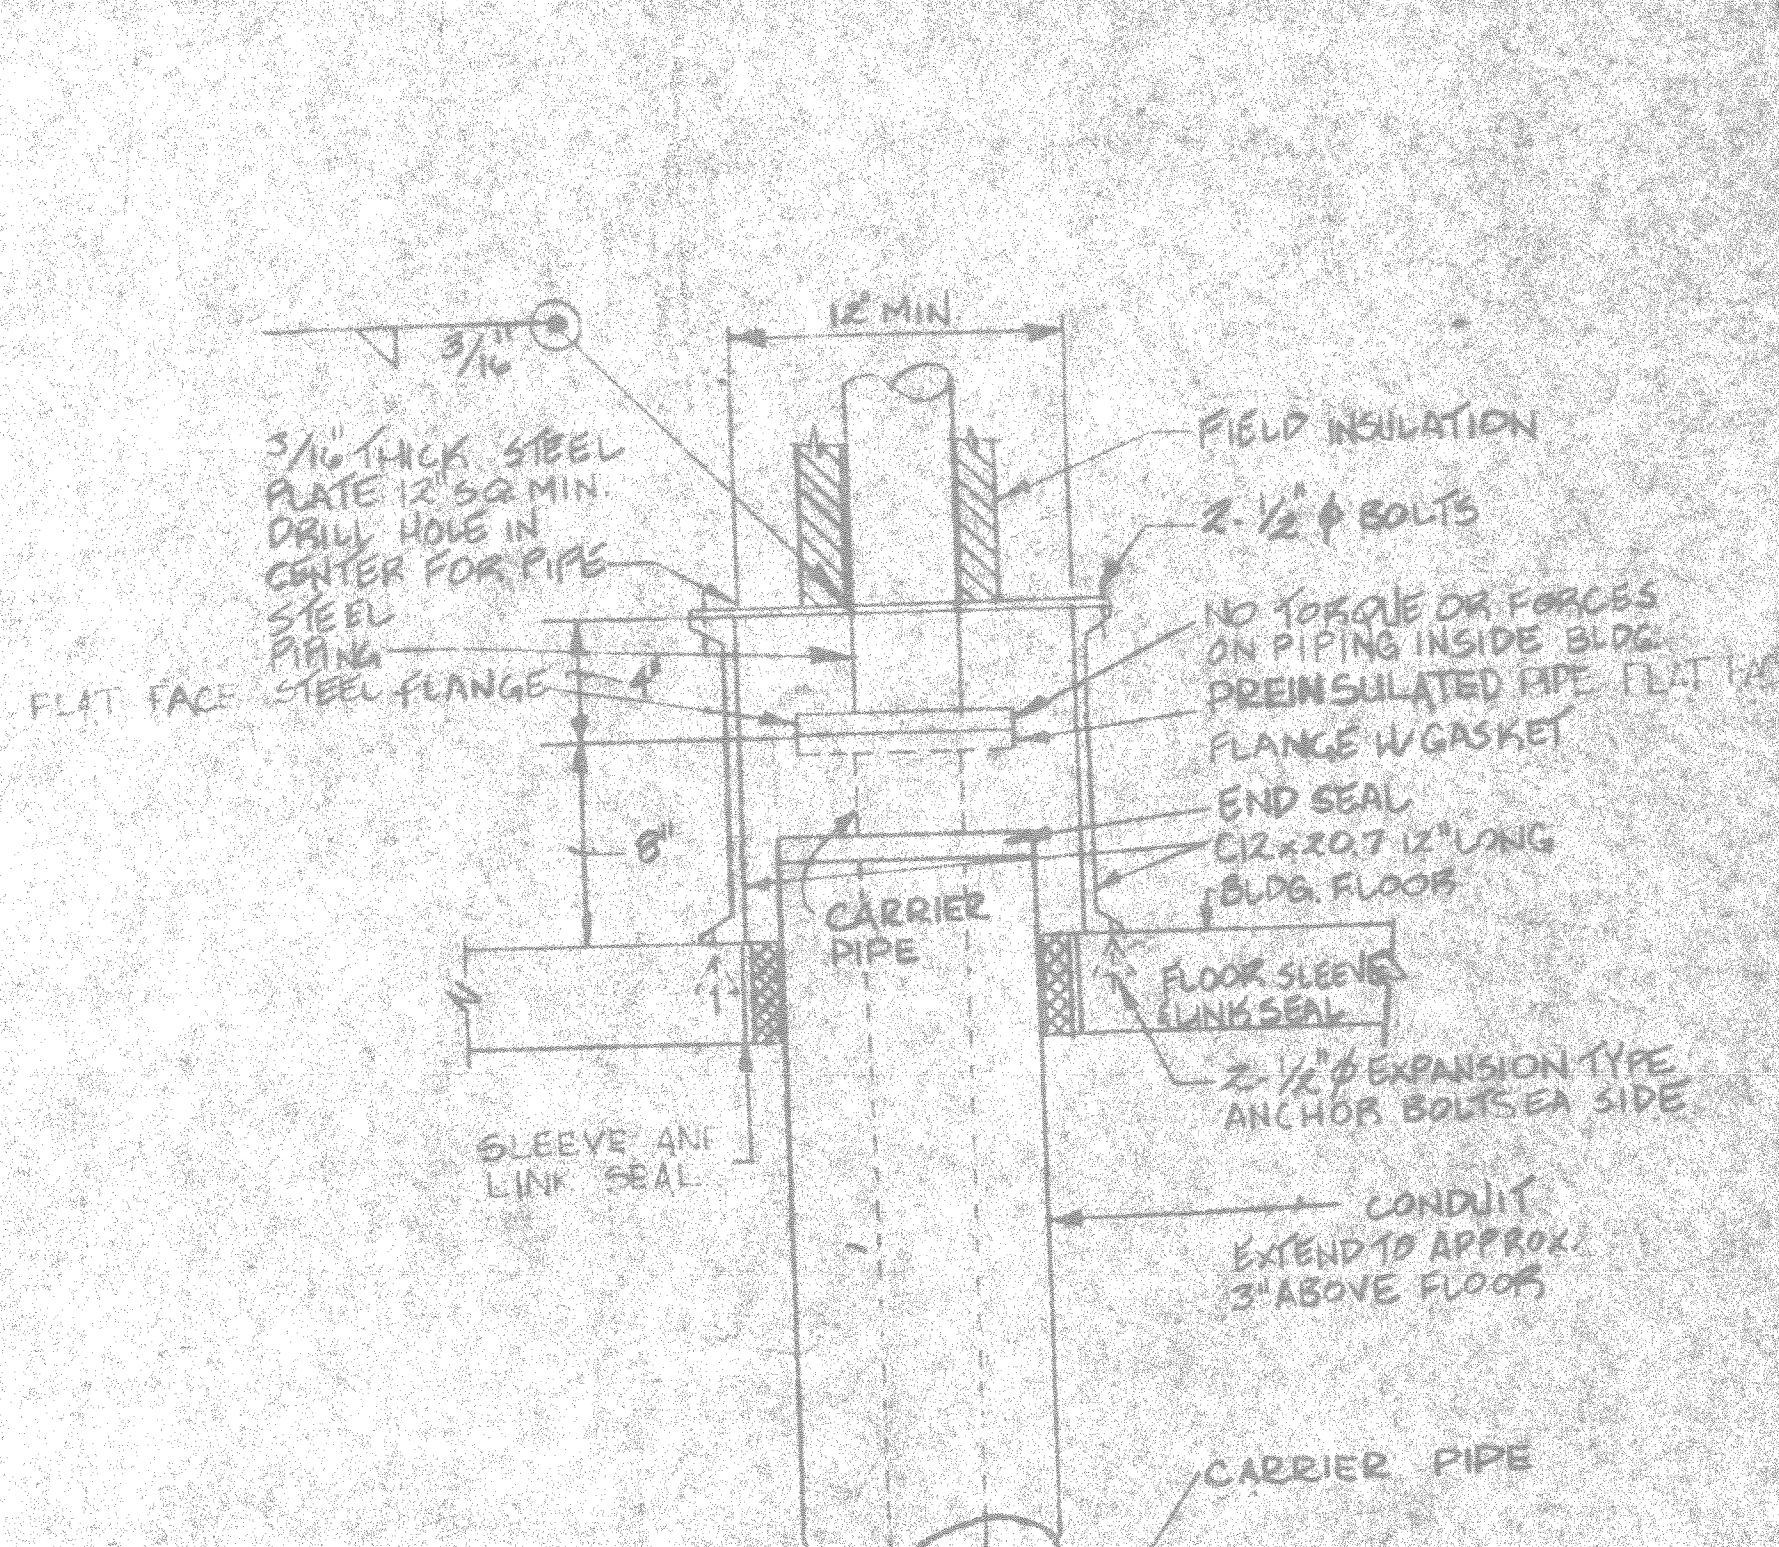 12" MIN.
3/16"
3/16" THICK STEEL
PLATE 12" SQ. MIN.
DRILL HOLE IN
CENTER FOR PIPE
STEEL
PIPING
FLAT FACE STEEL FLANGE
4"
8"
FIELD INSULATION
2- 1/2" ϕ BOLTS
NO TORQUE OR FORCES
ON PIPING INSIDE BLDG.
PREINSULATED PIPE FLAT FAC
FLANGE W/GASKET
END SEAL
C12x20.7 12" LONG
BLDG. FLOOR
CARRIER
PIPE
FLOOR SLEEVE
& LINK SEAL
2- 1/2" ϕ EXPANSION TYPE
ANCHOR BOLTS EA SIDE
SLEEVE AN
LINK SEAL
CONDUIT
EXTEND TO APPROX.
3" ABOVE FLOOR
CARRIER PIPE